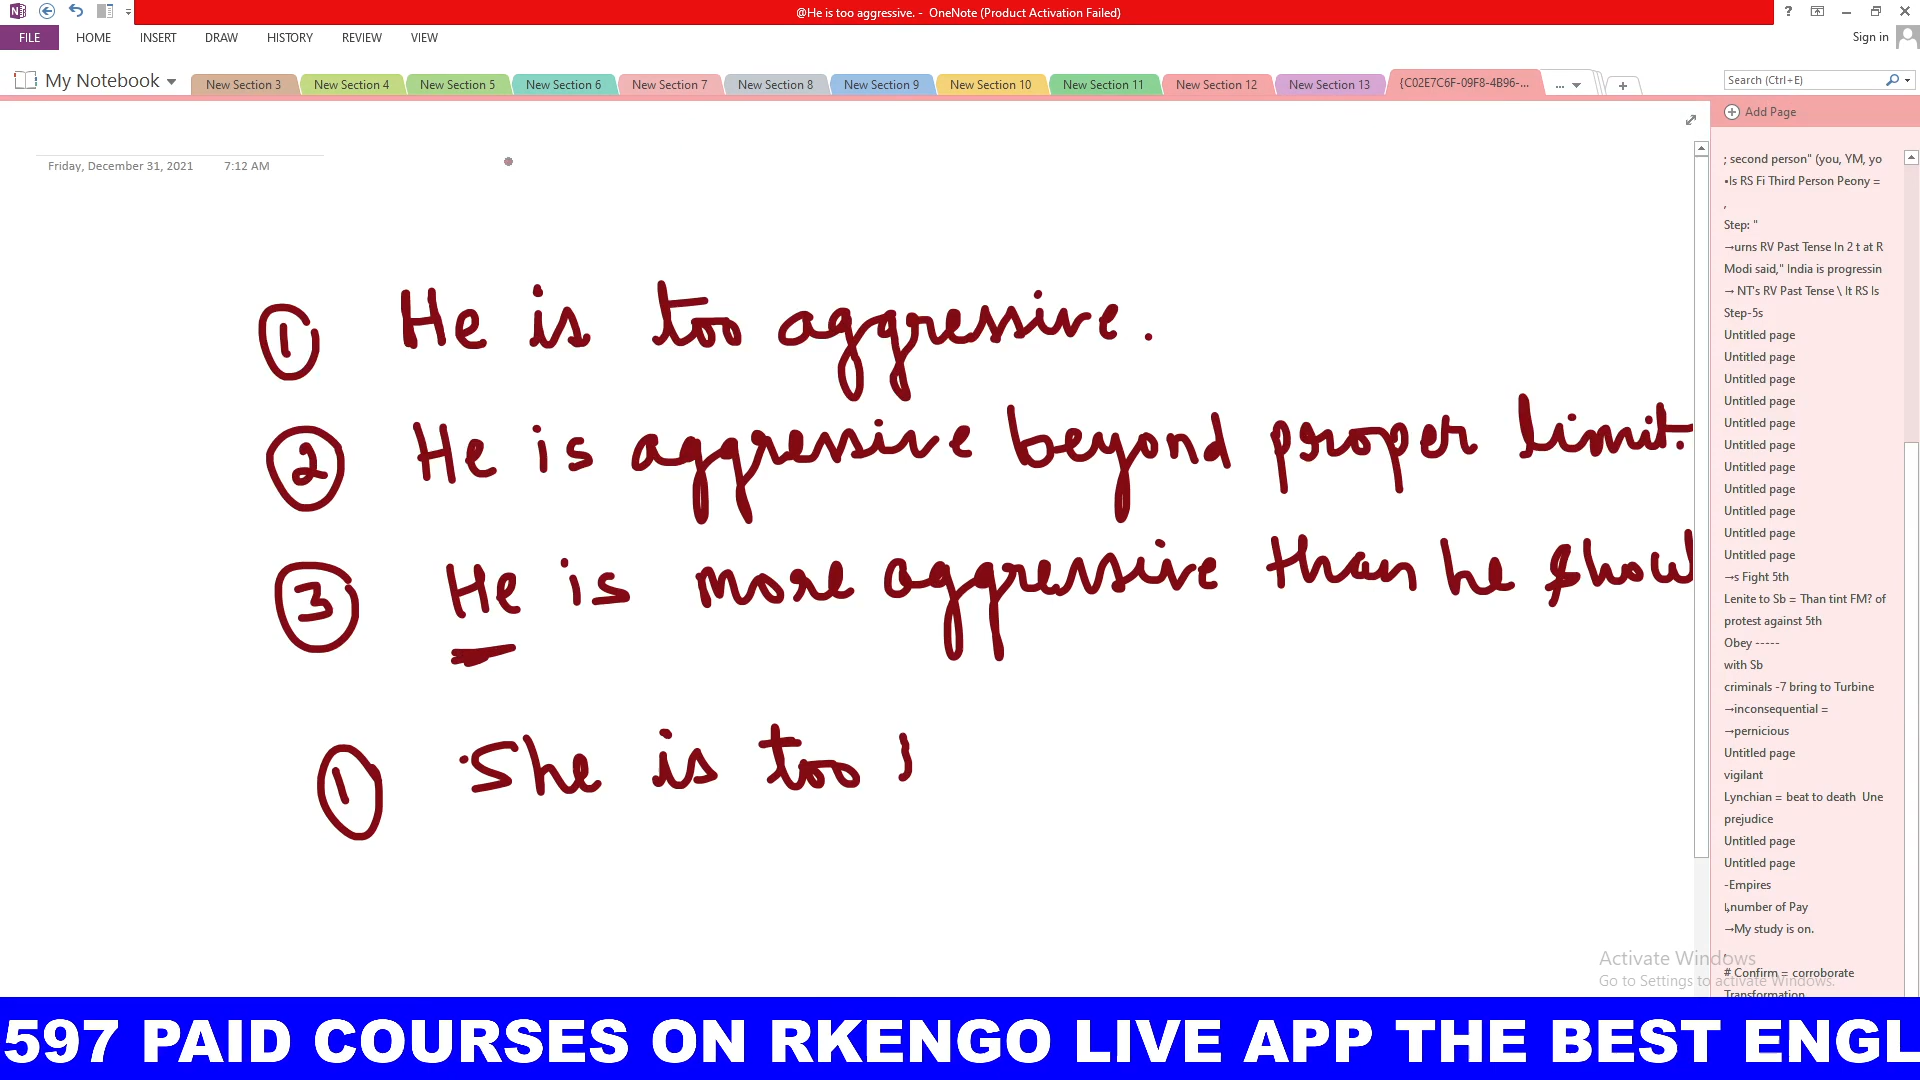 @He is too aggressive. - OneNote (Product Activation Failed)
FILE HOME INSERT DRAW HISTORY REVIEW VIEW
Sign in
My Notebook
New Section 3 New Section 4 New Section 5 New Section 6 New Section 7 New Section 8 New Section 9 New Section 10 New Section 11 New Section 12 New Section 13 {C02E7C6F-09F8-4B96-... ...
Search (Ctrl+E)
Add Page
Friday, December 31, 2021 7:12 AM
① He is too aggressive.
② He is aggressive beyond proper limit.
③ He is more aggressive than he shoul
① She is too
; second person" (you, YM, yo
•Is RS Fi Third Person Peony =
,
Step: "
→urns RV Past Tense In 2 t at R
Modi said," India is progressin
→ NT's RV Past Tense \ It RS Is
Step-5s
Untitled page
Untitled page
Untitled page
Untitled page
Untitled page
Untitled page
Untitled page
Untitled page
Untitled page
Untitled page
Untitled page
→s Fight 5th
Lenite to Sb = Than tint FM? of
protest against 5th
Obey -----
with Sb
criminals -7 bring to Turbine
→inconsequential =
→pernicious
Untitled page
vigilant
Lynchian = beat to death Une
prejudice
Untitled page
Untitled page
-Empires
number of Pay
→My study is on.
# Confirm = corroborate
Transformation
Activate Windows
Go to Settings to activate Windows.
597 PAID COURSES ON RKENGO LIVE APP THE BEST ENGL